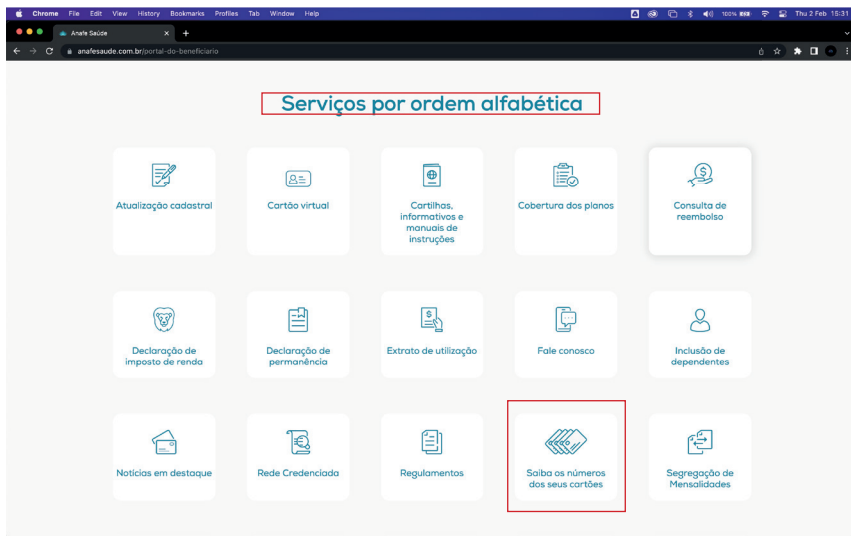 Chrome File Edit View History Bookmarks Profiles Tab Window Help 100% Thu 2 Feb 15:31
Anafe Saúde
anafesaude.com.br/portal-do-beneficiario
Serviços por ordem alfabética
Atualização cadastral
Cartão virtual
Cartilhas,
informativos e
manuais de
instruções
Cobertura dos planos
Consulta de
reembolso
Declaração de
imposto de renda
Declaração de
permanência
Extrato de utilização
Fale conosco
Inclusão de
dependentes
Notícias em destaque
Rede Credenciada
Regulamentos
Saiba os números
dos seus cartões
Segregação de
Mensalidades